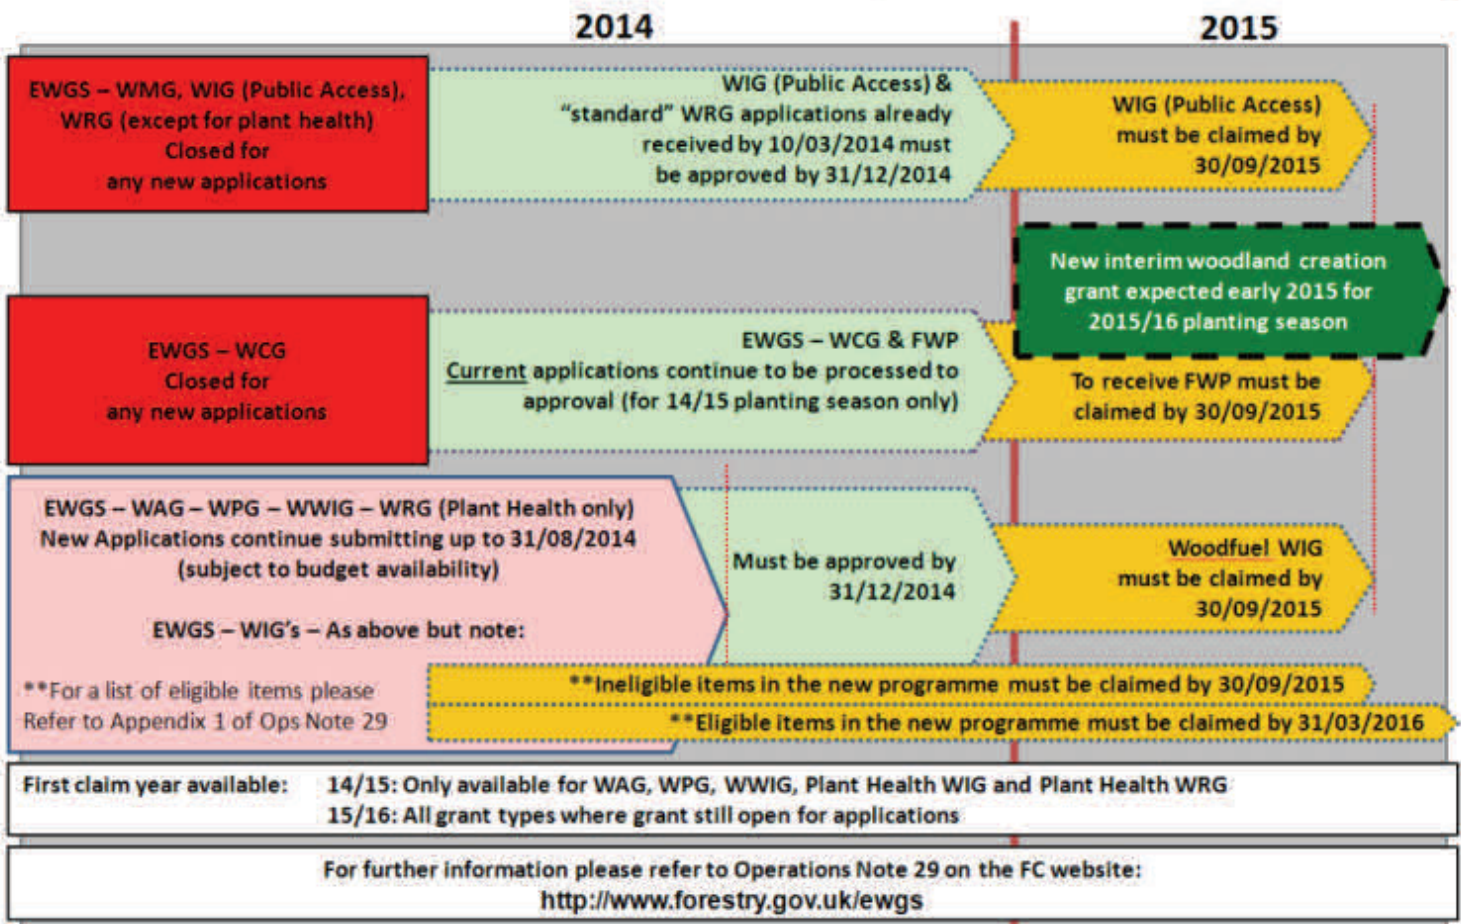 2014
2015
EWGS – WMG, WIG (Public Access),
WRG (except for plant health)
Closed for
any new applications
WIG (Public Access) &
“standard” WRG applications already
received by 10/03/2014 must
be approved by 31/12/2014
WIG (Public Access)
must be claimed by
30/09/2015
New interim woodland creation
grant expected early 2015 for
2015/16 planting season
EWGS – WCG
Closed for
any new applications
EWGS – WCG & FWP
Current applications continue to be processed to
approval (for 14/15 planting season only)
To receive FWP must be
claimed by 30/09/2015
EWGS – WAG – WPG – WWIG – WRG (Plant Health only)
New Applications continue submitting up to 31/08/2014
(subject to budget availability)
EWGS – WIG's – As above but note:
**For a list of eligible items please
Refer to Appendix 1 of Ops Note 29
Must be approved by
31/12/2014
Woodfuel WIG
must be claimed by
30/09/2015
**Ineligible items in the new programme must be claimed by 30/09/2015
**Eligible items in the new programme must be claimed by 31/03/2016
First claim year available: 14/15: Only available for WAG, WPG, WWIG, Plant Health WIG and Plant Health WRG
15/16: All grant types where grant still open for applications
For further information please refer to Operations Note 29 on the FC website:
http://www.forestry.gov.uk/ewgs